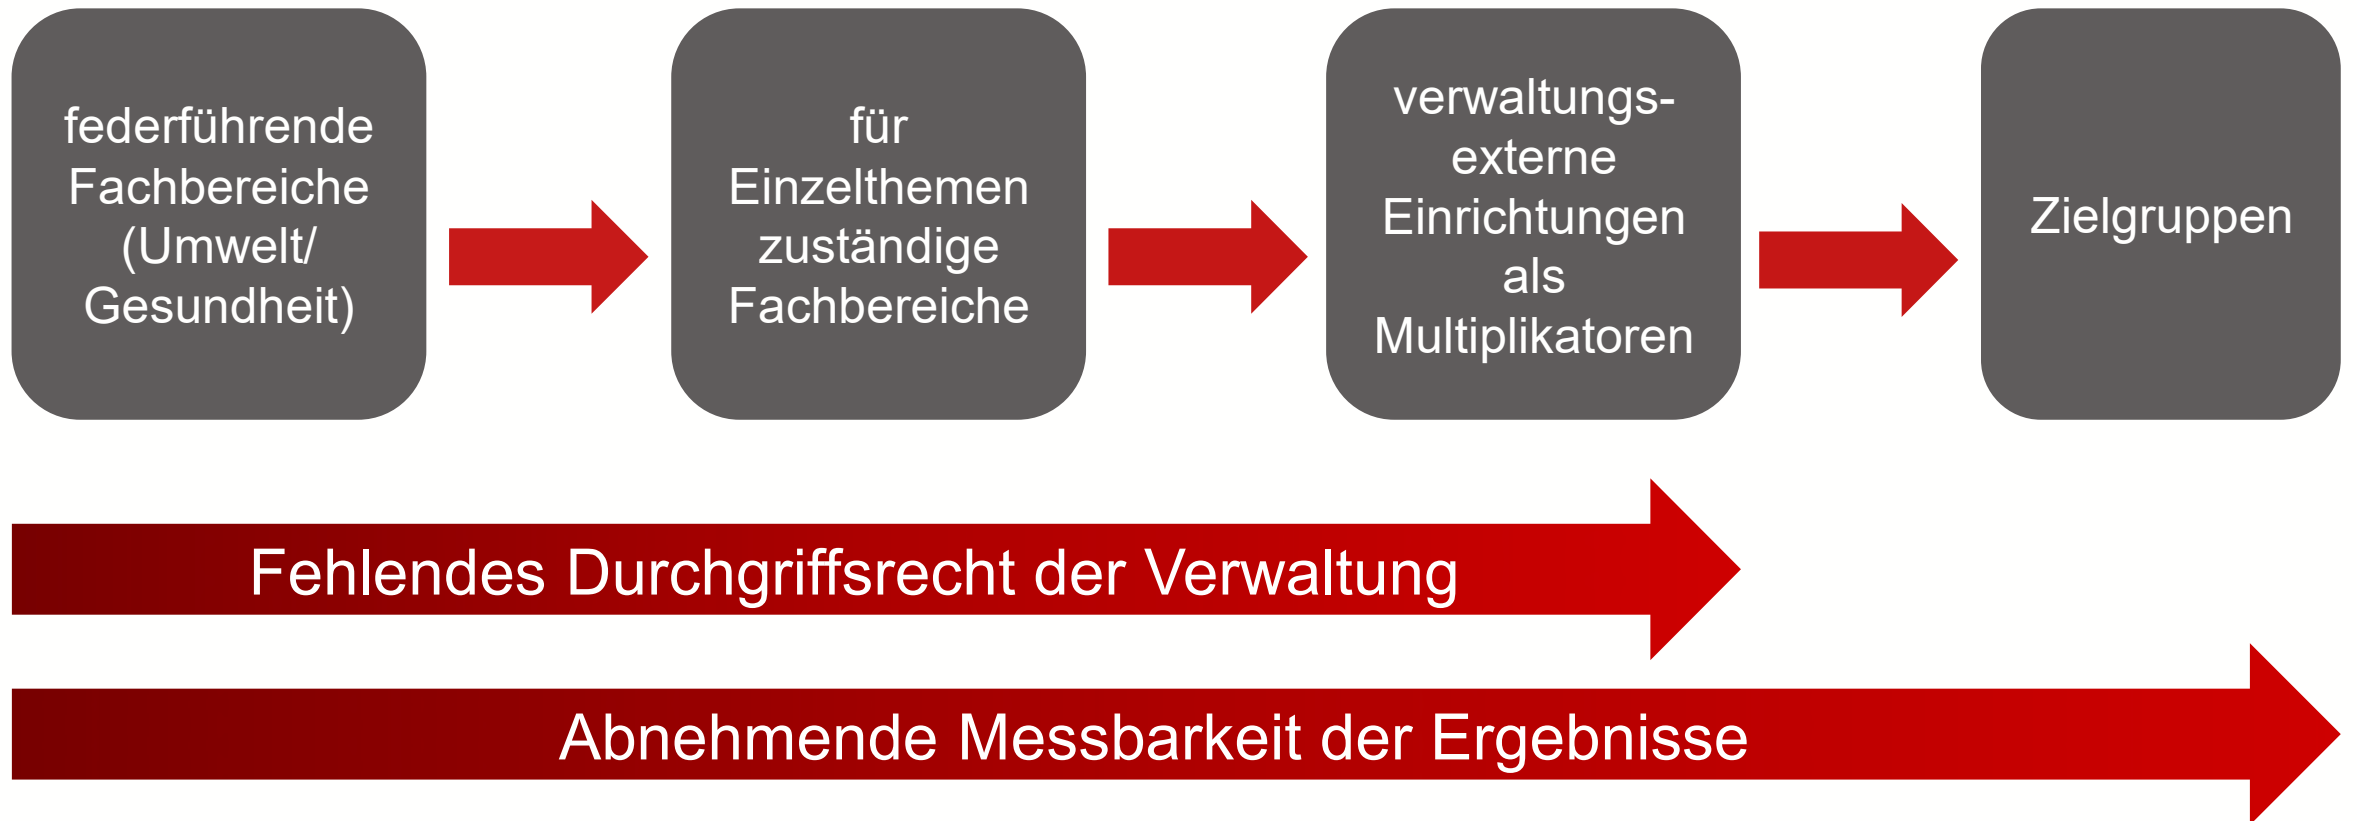 federführende
Fachbereiche
(Umwelt/
Gesundheit)
für
Einzelthemen
zuständige
Fachbereiche
verwaltungs-
externe
Einrichtungen
als
Multiplikatoren
Zielgruppen
Fehlendes Durchgriffsrecht der Verwaltung
Abnehmende Messbarkeit der Ergebnisse